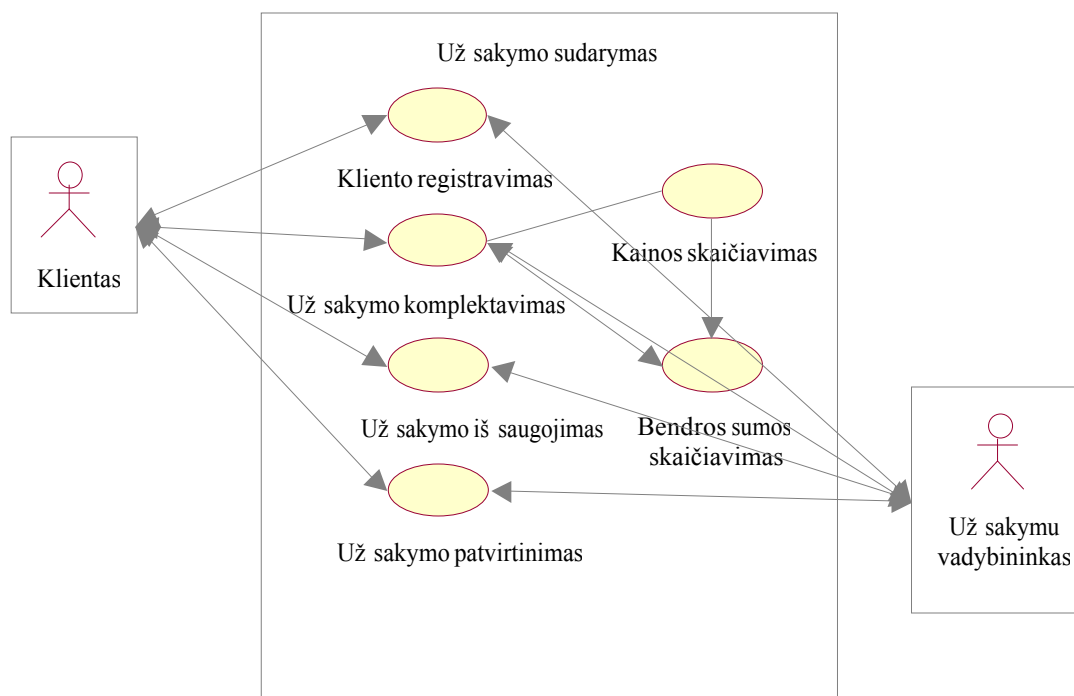 Už sakymo sudarymas
Kliento registravimas
Kainos skaičiavimas
Klientas
Už sakymo komplektavimas
Už sakymo iš saugojimas
Bendros sumos
skaičiavimas
Už sakymo patvirtinimas
Už sakymu
vadybininkas